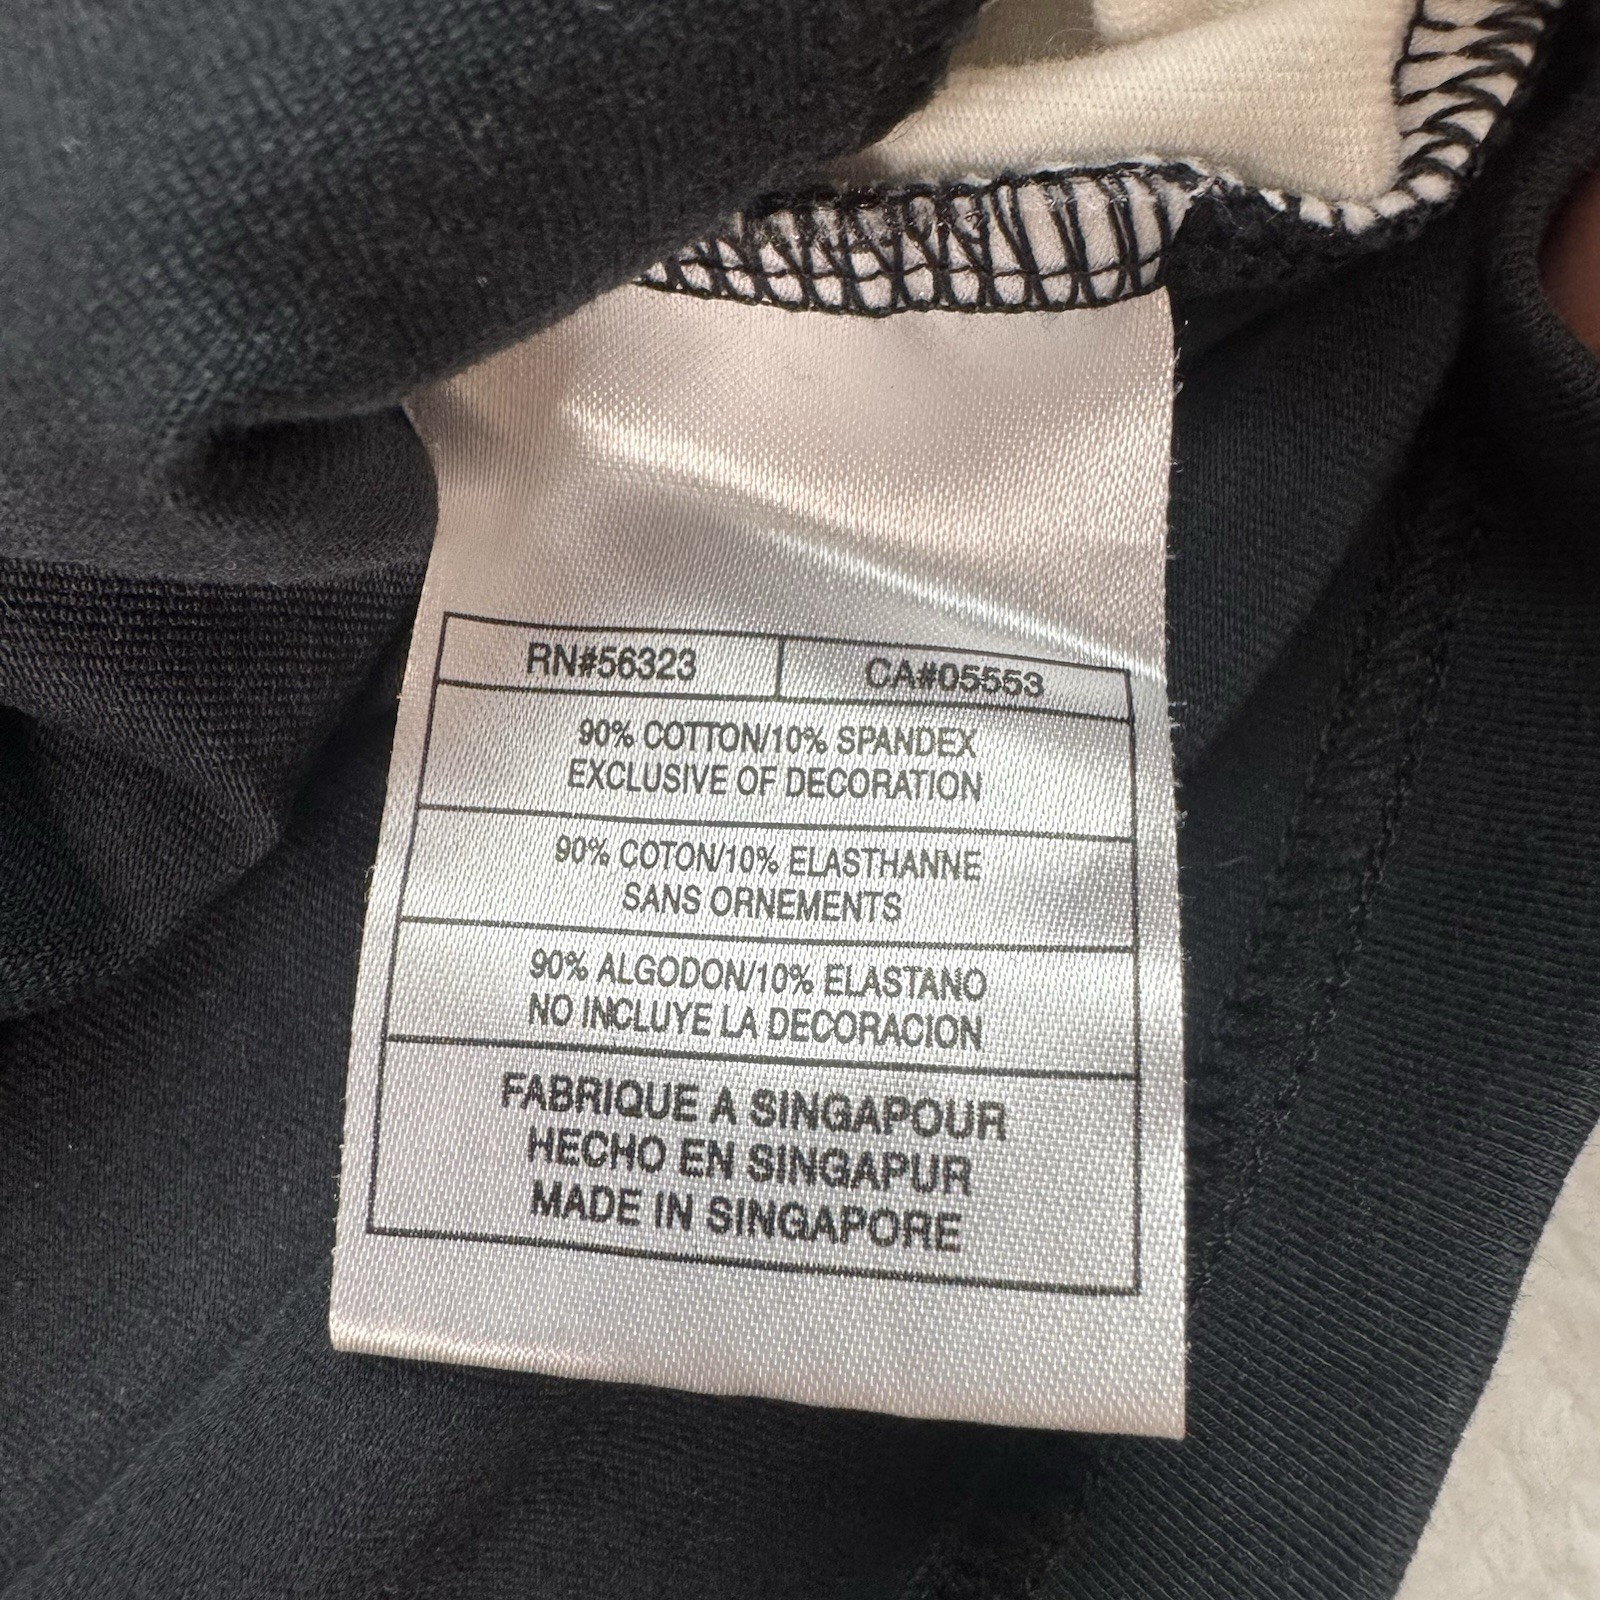 RN#56323 CA#05553
90% COTTON/10% SPANDEX
EXCLUSIVE OF DECORATION
90% COTON/10% ELASTHANNE
SANS ORNEMENTS
90% ALGODON/10% ELASTANO
NO INCLUYE LA DECORACION
FABRIQUE A SINGAPOUR
HECHO EN SINGAPUR
MADE IN SINGAPORE